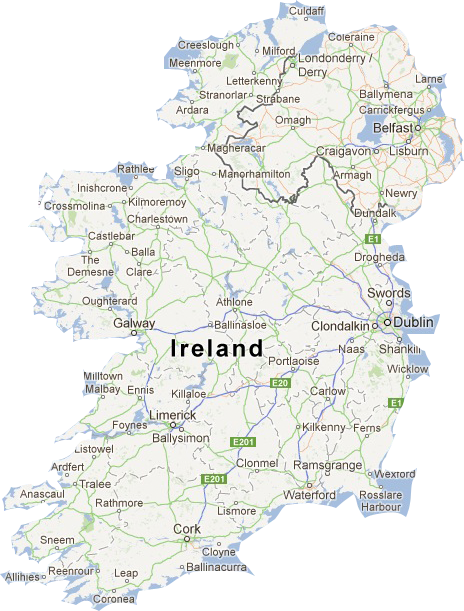 Culdaff
Creeslough
Coleraine
Milford
Londonderry /
Derry
Meenmore
Letterkenny
Larne
Stranorlar
Strabane
Ballymena
Ardara
Carrickfergus
Omagh
Belfast
Magheracar
Craigavon
Lisburn
Rathlee
Sligo
Manorhamilton
Armagh
Inishcrone
Newry
Crossmolina
Kilmoremoy
Charlestown
Dundalk
Castlebar
E1
The
Demesne
Balla
Clare
Drogheda
Oughterard
Athlone
Swords
Galway
Ballinasloe
Clondalkin
Dublin
Ireland
Naas
Shankill
Portlaoise
Wicklow
Milltown
Malbay
Ennis
Killaloe
E20
Carlow
E1
Limerick
Foynes
Ballysimon
Kilkenny
Ferns
E201
Listowel
Ardfert
Clonmel
Ramsgrange
Tralee
E201
Wexford
Anascaul
Rathmore
Waterford
Rosslare
Harbour
Lismore
Cork
Sneem
Cloyne
Ballinacurra
Allihies
Reenrour
Leap
Coronea